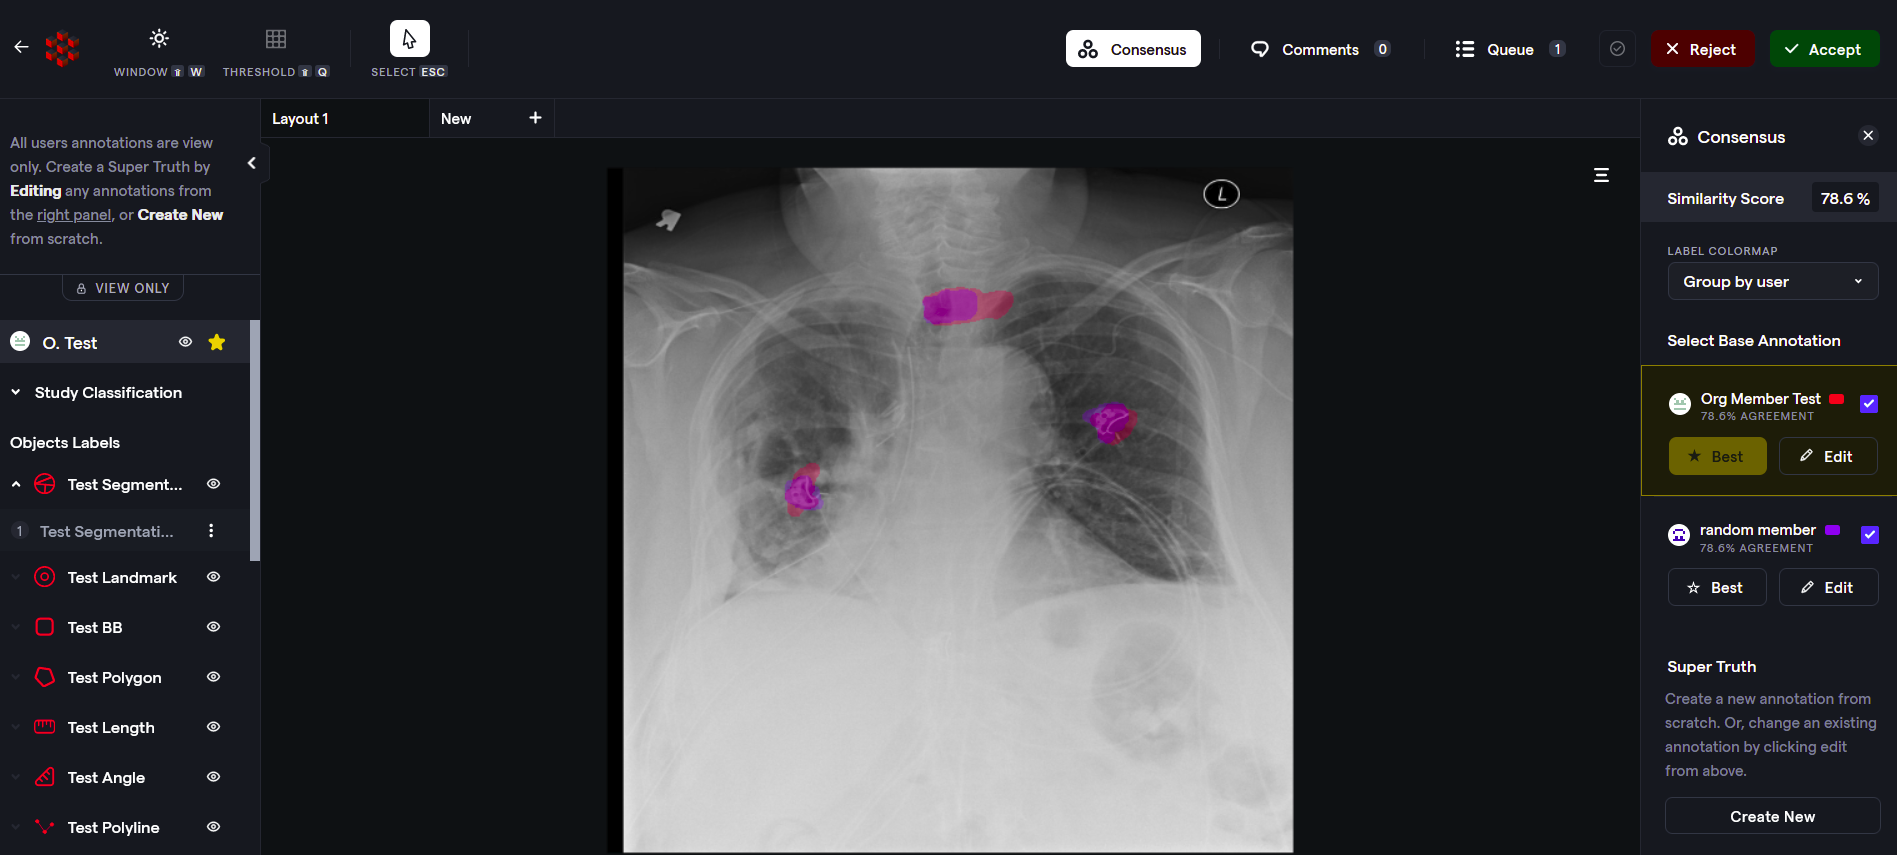 WINDOW ⇧ W
THRESHOLD ⇧ Q
SELECT ESC
Consensus
Comments 0
Queue 1
Reject
Accept
All users annotations are view
only. Create a Super Truth by
Editing any annotations from
the right panel, or Create New
from scratch.
VIEW ONLY
O. Test
Study Classification
Objects Labels
Test Segment...
1 Test Segmentati...
Test Landmark
Test BB
Test Polygon
Test Length
Test Angle
Test Polyline
Layout 1
New +
L
Consensus
Similarity Score 78.6 %
LABEL COLORMAP
Group by user
Select Base Annotation
Org Member Test
78.6% AGREEMENT
Best
Edit
random member
78.6% AGREEMENT
Best
Edit
Super Truth
Create a new annotation from
scratch. Or, change an existing
annotation by clicking edit
from above.
Create New